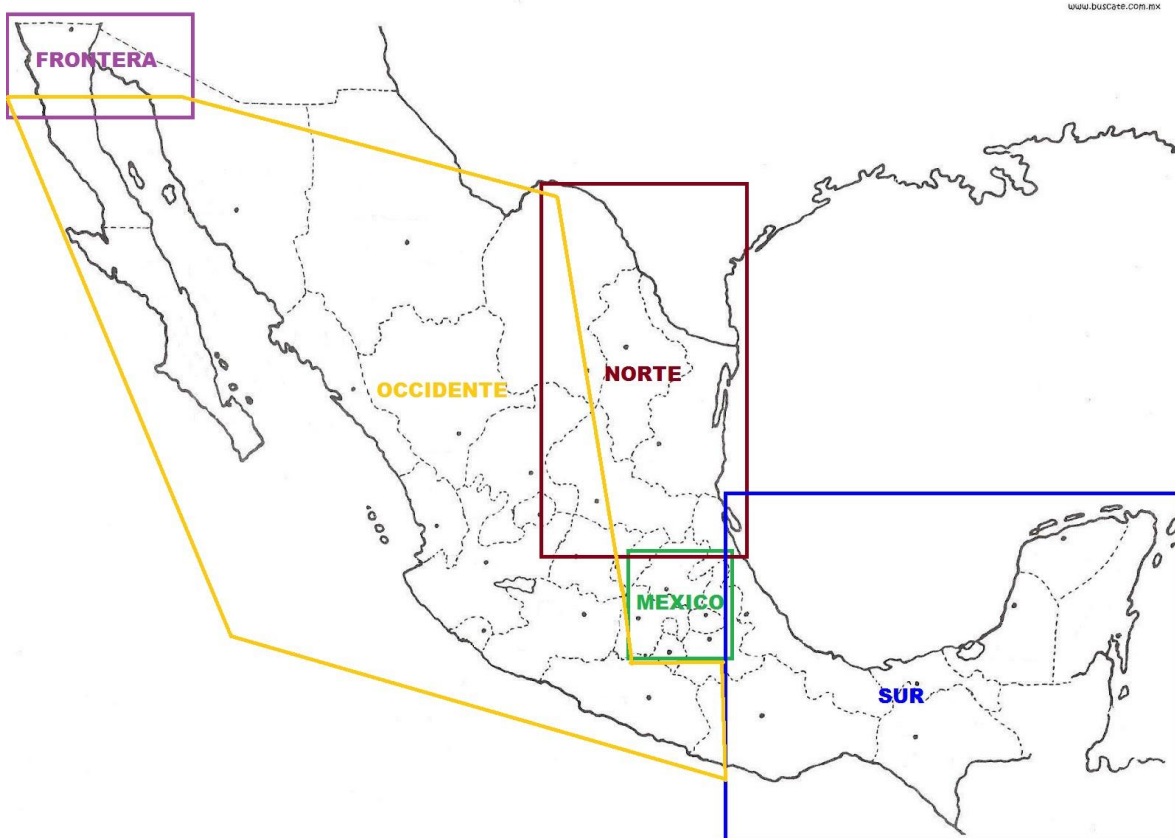 www.buscate.com.mx
FRONTERA
NORTE
OCCIDENTE
MEXICO
SUR